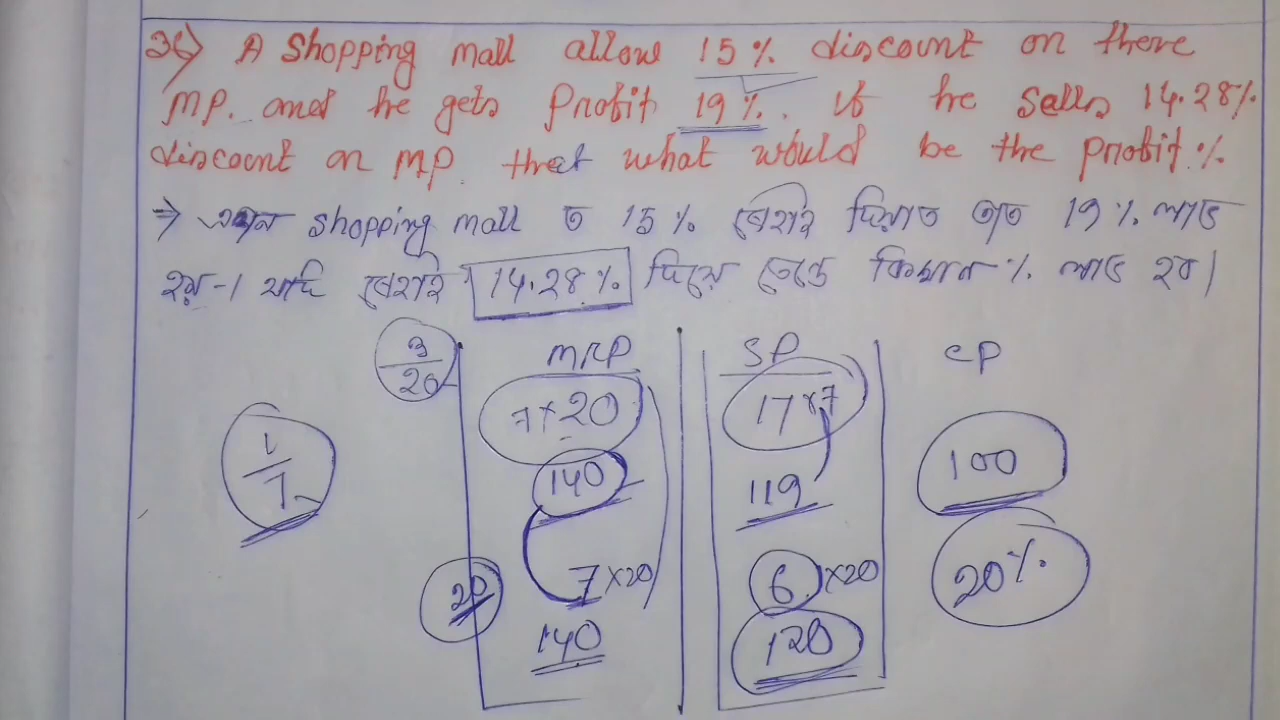 36) A Shopping mall allow 15% discount on there
MP. and he gets Profit 19%. if he sells 14.28%
discount on MP. that what would be the profit.%
⇒ shopping mall ত 15% ৰেহাই দিয়াত তাত 19% লাভ
হয়-। যদি ৰেহাই 14.28% দিয়ে তেন্তে কিমান % লাভ হব।
3/20 MRP SP CP
7×20 17×7
1/7 140 119 100
20 7×20 6×20 20%
140 120